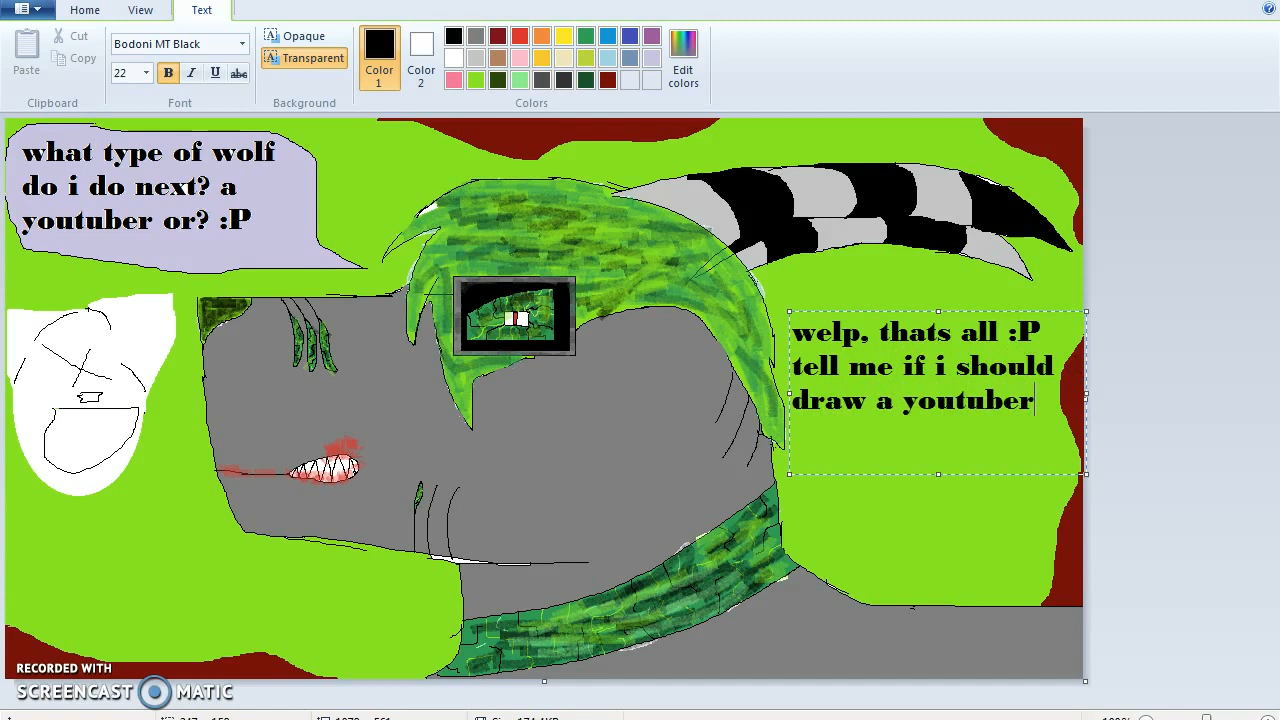 Home View Text
Cut
Copy
Paste
Clipboard
Bodoni MT Black
22 B I U abc
Font
Opaque
Transparent
Background
Color 1
Color 2
Edit colors
Colors
what type of wolf
do i do next? a
youtuber or? :P
welp, thats all :P
tell me if i should
draw a youtuber
RECORDED WITH
SCREENCAST MATIC